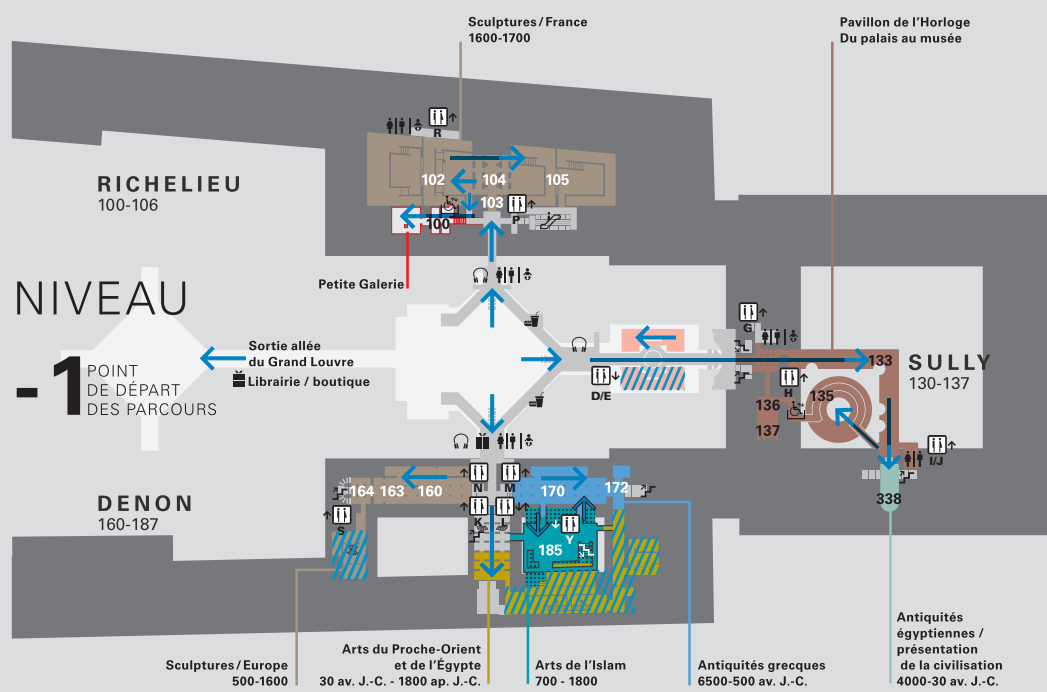 Sculptures / France
1600-1700
Pavillon de l'Horloge
Du palais au musée
R
RICHELIEU
100-106
102
104
105
103
100
P
Petite Galerie
NIVEAU
-1
POINT
DE DÉPART
DES PARCOURS
Sortie allée
du Grand Louvre
Librairie / boutique
D/E
G
H
133
135
136
137
SULLY
130-137
I/J
338
DENON
160-187
164
163
160
N
M
170
172
K
L
S
Y
185
Sculptures / Europe
500-1600
Arts du Proche-Orient
et de l'Égypte
30 av. J.-C. - 1800 ap. J.-C.
Arts de l'Islam
700 - 1800
Antiquités grecques
6500-500 av. J.-C.
Antiquités
égyptiennes /
présentation
de la civilisation
4000-30 av. J.-C.